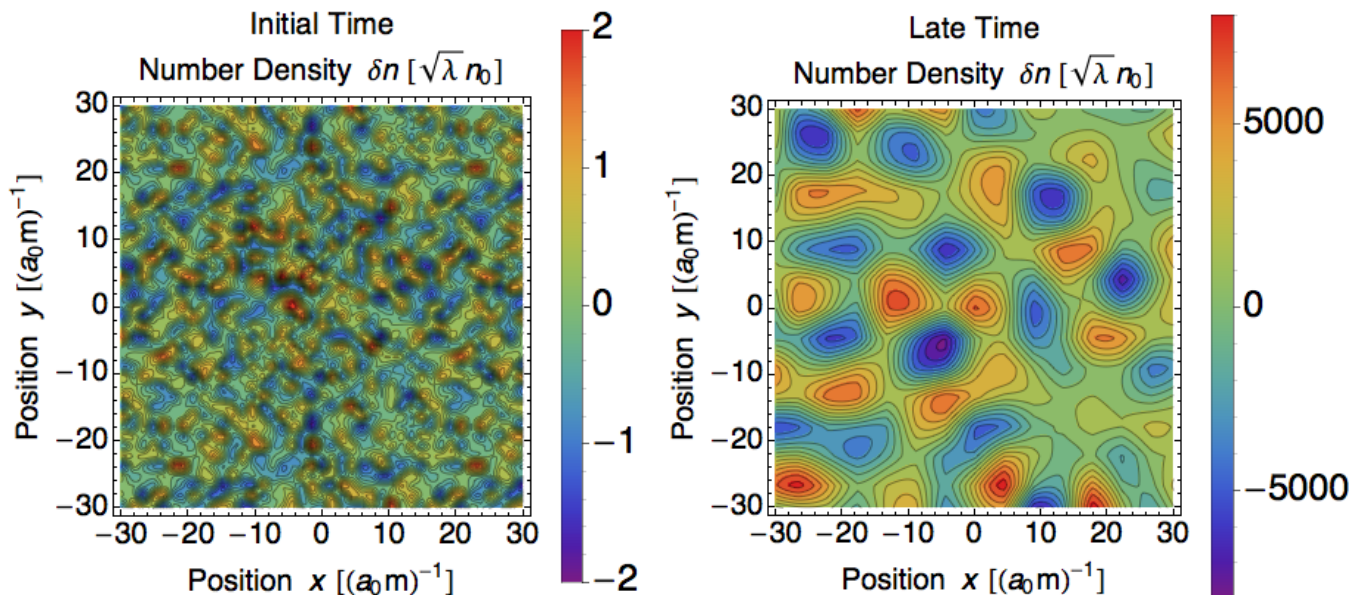 Initial Time
Number Density δn [√λ n₀]
Position y [(a₀m)⁻¹]
30
20
10
0
−10
−20
−30
−30 −20 −10 0 10 20 30
Position x [(a₀m)⁻¹]
2
1
0
−1
−2
Late Time
Number Density δn [√λ n₀]
Position y [(a₀m)⁻¹]
30
20
10
0
−10
−20
−30
−30 −20 −10 0 10 20 30
Position x [(a₀m)⁻¹]
5000
0
−5000